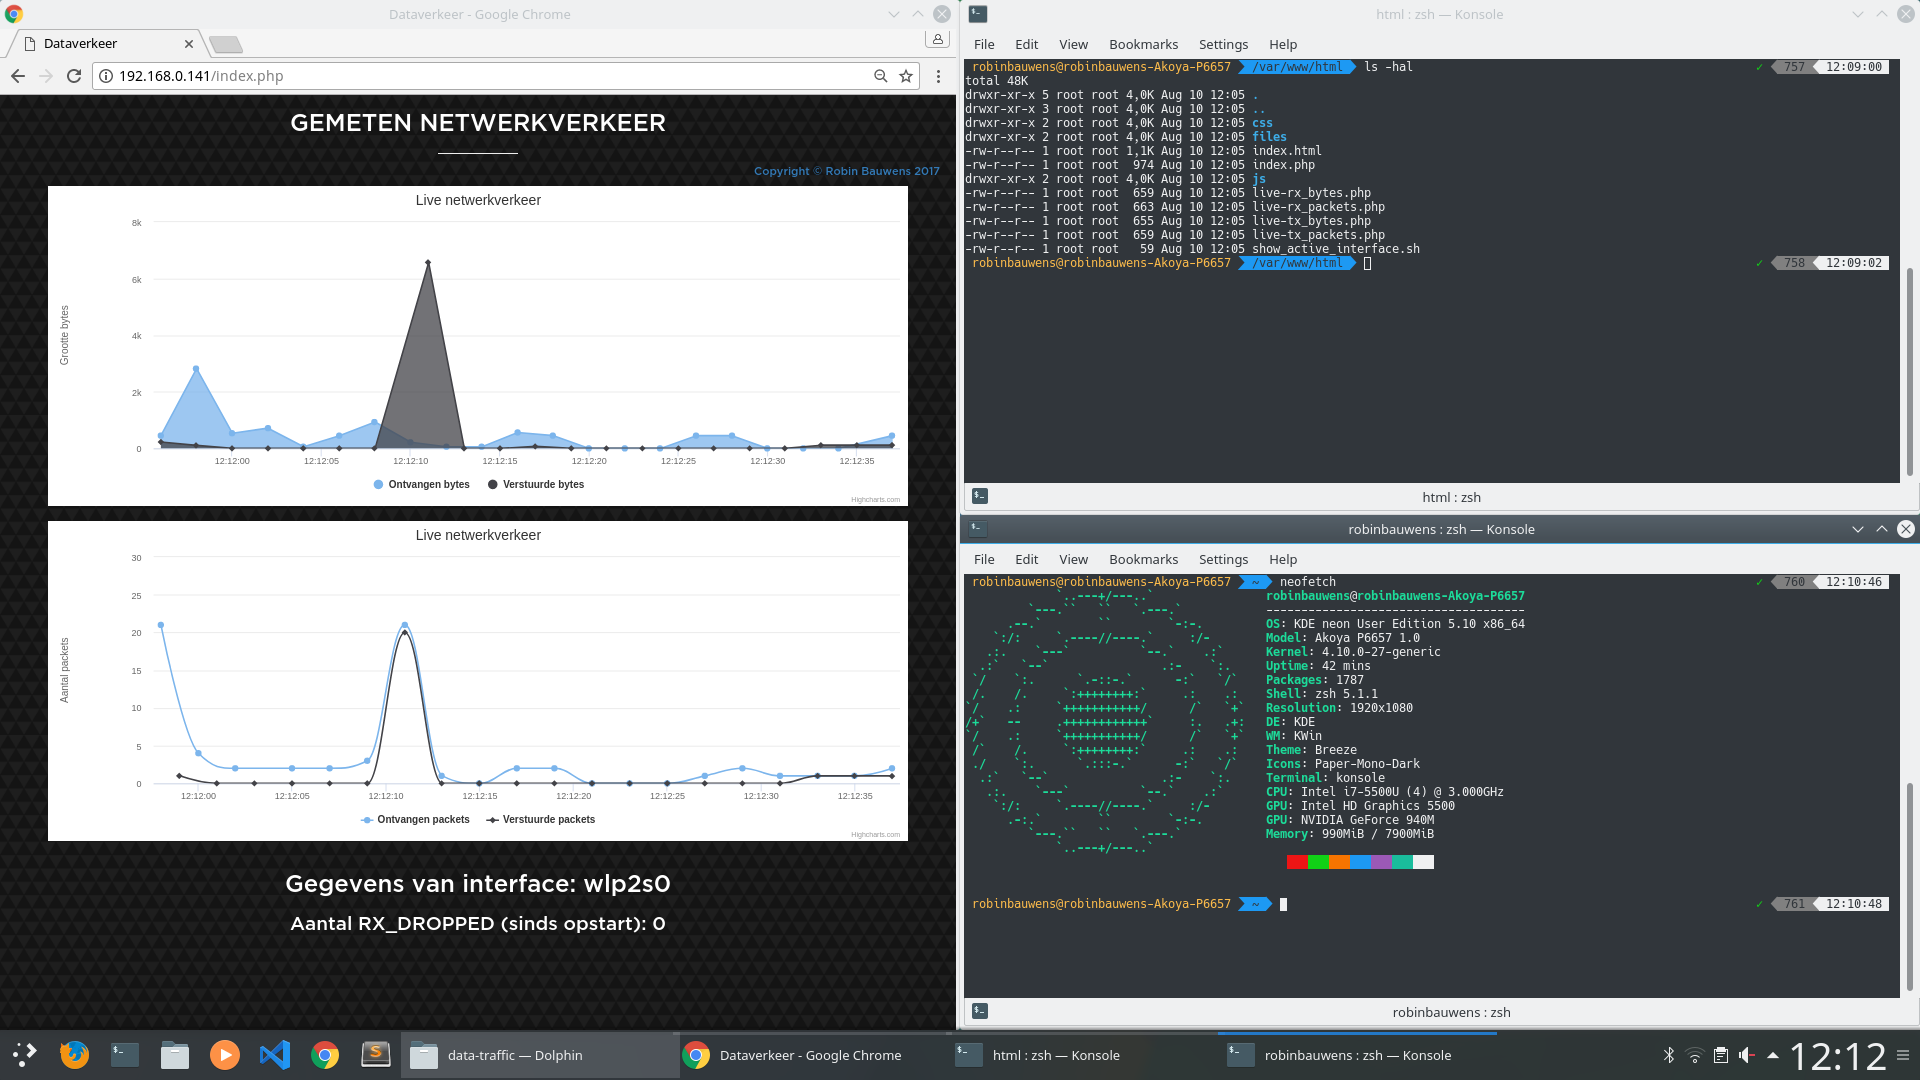 Dataverkeer - Google Chrome
Dataverkeer
192.168.0.141/index.php
GEMETEN NETWERKVERKEER
Copyright © Robin Bauwens 2017
Live netwerkverkeer
Grootte bytes
8k
6k
4k
2k
0
12:12:00 12:12:05 12:12:10 12:12:15 12:12:20 12:12:25 12:12:30 12:12:35
Ontvangen bytes Verstuurde bytes
Highcharts.com
Live netwerkverkeer
Aantal packets
30
25
20
15
10
5
0
12:12:00 12:12:05 12:12:10 12:12:15 12:12:20 12:12:25 12:12:30 12:12:35
Ontvangen packets Verstuurde packets
Highcharts.com
Gegevens van interface: wlp2s0
Aantal RX_DROPPED (sinds opstart): 0
html : zsh — Konsole
File Edit View Bookmarks Settings Help
robinbauwens@robinbauwens-Akoya-P6657 /var/www/html ls -hal ✓ 757 12:09:00
total 48K
drwxr-xr-x 5 root root 4,0K Aug 10 12:05 .
drwxr-xr-x 3 root root 4,0K Aug 10 12:05 ..
drwxr-xr-x 2 root root 4,0K Aug 10 12:05 css
drwxr-xr-x 2 root root 4,0K Aug 10 12:05 files
-rw-r--r-- 1 root root 1,1K Aug 10 12:05 index.html
-rw-r--r-- 1 root root 974 Aug 10 12:05 index.php
drwxr-xr-x 2 root root 4,0K Aug 10 12:05 js
-rw-r--r-- 1 root root 659 Aug 10 12:05 live-rx_bytes.php
-rw-r--r-- 1 root root 663 Aug 10 12:05 live-rx_packets.php
-rw-r--r-- 1 root root 655 Aug 10 12:05 live-tx_bytes.php
-rw-r--r-- 1 root root 659 Aug 10 12:05 live-tx_packets.php
-rw-r--r-- 1 root root 59 Aug 10 12:05 show_active_interface.sh
robinbauwens@robinbauwens-Akoya-P6657 /var/www/html ✓ 758 12:09:02
html : zsh
robinbauwens : zsh — Konsole
File Edit View Bookmarks Settings Help
robinbauwens@robinbauwens-Akoya-P6657 ~ neofetch ✓ 760 12:10:46
robinbauwens@robinbauwens-Akoya-P6657
-------------------------------------
OS: KDE neon User Edition 5.10 x86_64
Model: Akoya P6657 1.0
Kernel: 4.10.0-27-generic
Uptime: 42 mins
Packages: 1787
Shell: zsh 5.1.1
Resolution: 1920x1080
DE: KDE
WM: KWin
Theme: Breeze
Icons: Paper-Mono-Dark
Terminal: konsole
CPU: Intel i7-5500U (4) @ 3.000GHz
GPU: Intel HD Graphics 5500
GPU: NVIDIA GeForce 940M
Memory: 990MiB / 7900MiB
robinbauwens@robinbauwens-Akoya-P6657 ~ ✓ 761 12:10:48
robinbauwens : zsh
data-traffic — Dolphin
Dataverkeer - Google Chrome
html : zsh — Konsole
robinbauwens : zsh — Konsole
12:12